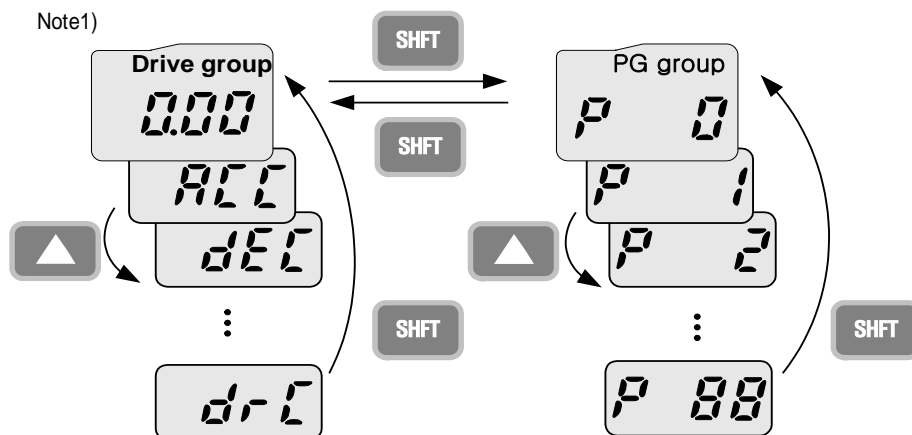 Note1)
SHFT
Drive group
0.00
PG group
P 0
SHFT
ACC
P 1
dEC
P 2
SHFT
SHFT
drC
P 88